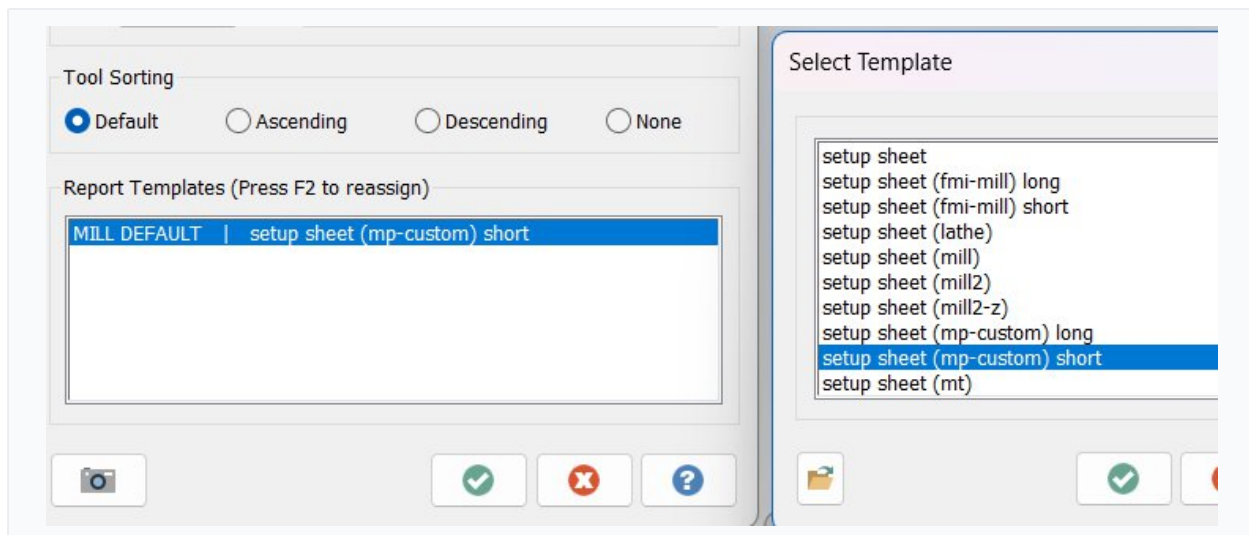 Tool Sorting
Default Ascending Descending None
Report Templates (Press F2 to reassign)
MILL DEFAULT | setup sheet (mp-custom) short
Select Template
setup sheet
setup sheet (fmi-mill) long
setup sheet (fmi-mill) short
setup sheet (lathe)
setup sheet (mill)
setup sheet (mill2)
setup sheet (mill2-z)
setup sheet (mp-custom) long
setup sheet (mp-custom) short
setup sheet (mt)